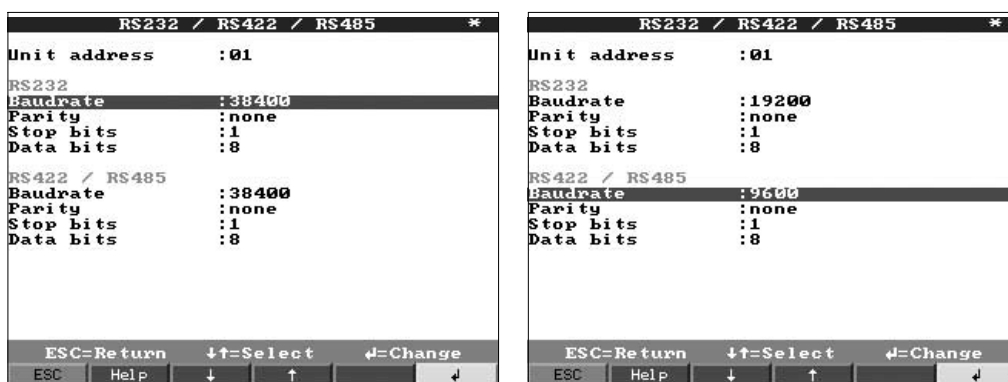 RS232 / RS422 / RS485 *
Unit address :01
RS232
Baudrate :38400
Parity :none
Stop bits :1
Data bits :8
RS422 / RS485
Baudrate :38400
Parity :none
Stop bits :1
Data bits :8
ESC=Return ↓↑=Select ↲=Change
ESC Help ↓ ↑ ↲
RS232 / RS422 / RS485 *
Unit address :01
RS232
Baudrate :19200
Parity :none
Stop bits :1
Data bits :8
RS422 / RS485
Baudrate :9600
Parity :none
Stop bits :1
Data bits :8
ESC=Return ↓↑=Select ↲=Change
ESC Help ↓ ↑ ↲